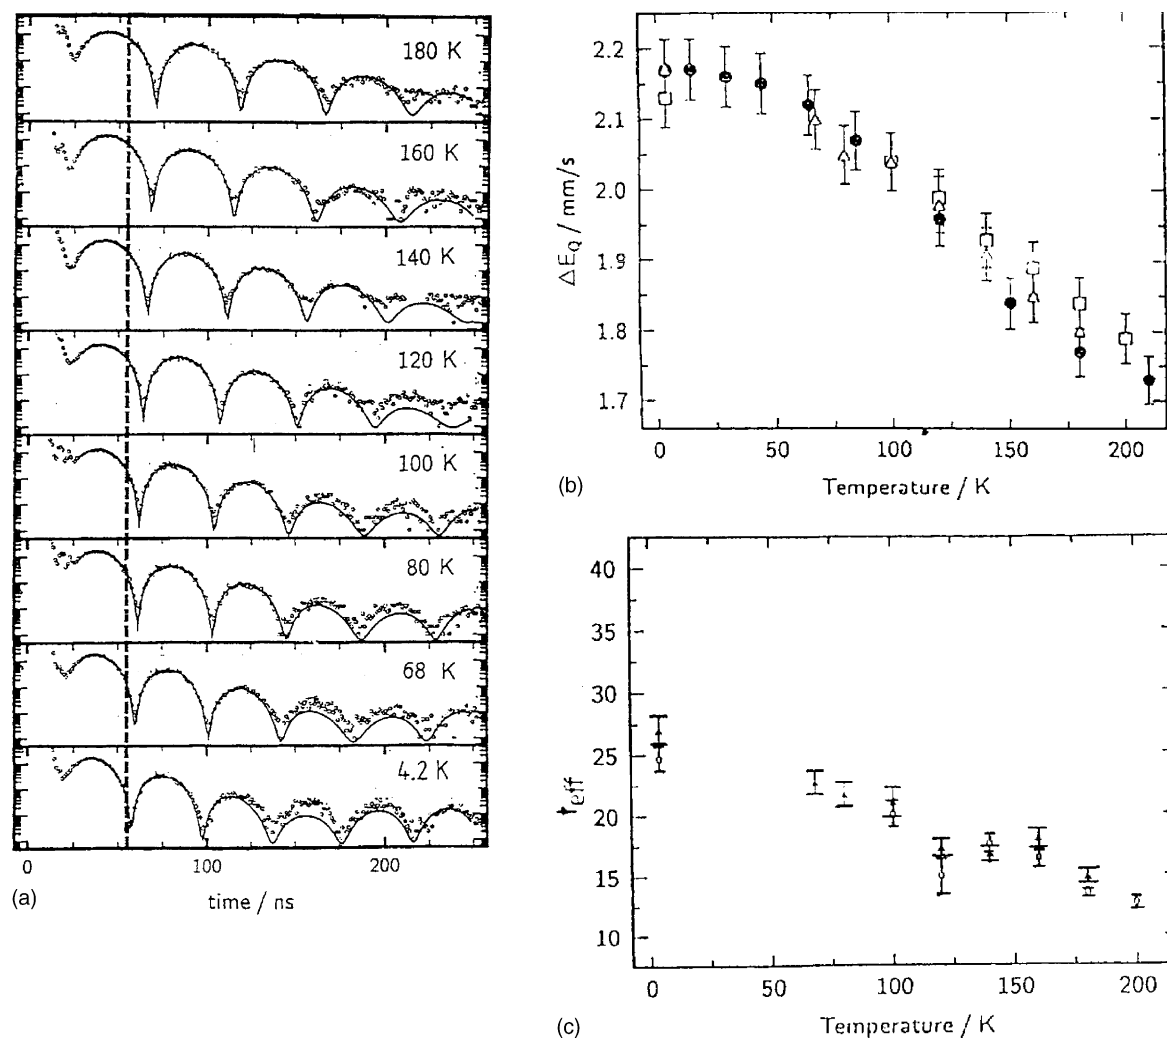 180 K
160 K
140 K
120 K
100 K
80 K
68 K
4.2 K
0
100
200
(a)
time / ns
2.2
2.1
2.0
1.9
1.8
1.7
ΔE_Q / mm/s
0
50
100
150
200
(b)
Temperature / K
40
35
30
25
20
15
10
t_eff
0
50
100
150
200
Temperature / K
(c)